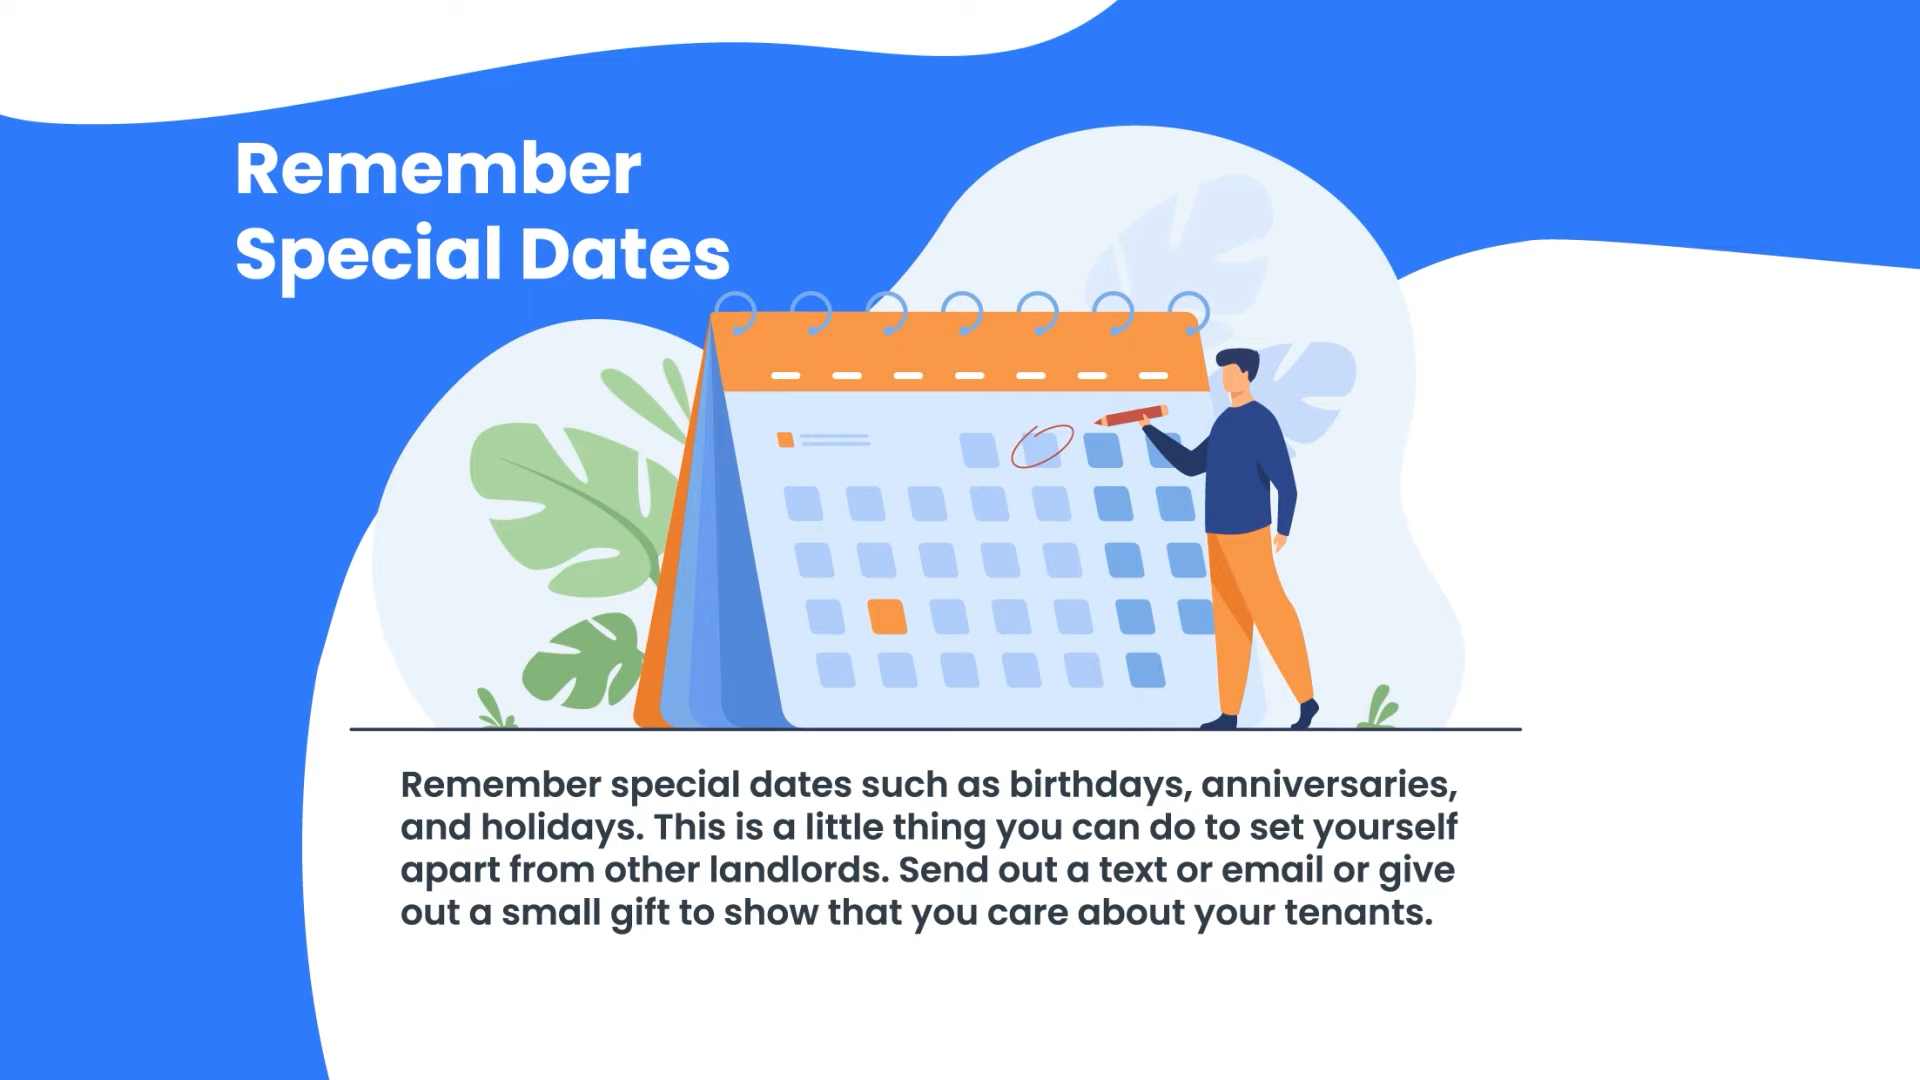 Remember
Special Dates
Remember special dates such as birthdays, anniversaries,
and holidays. This is a little thing you can do to set yourself
apart from other landlords. Send out a text or email or give
out a small gift to show that you care about your tenants.